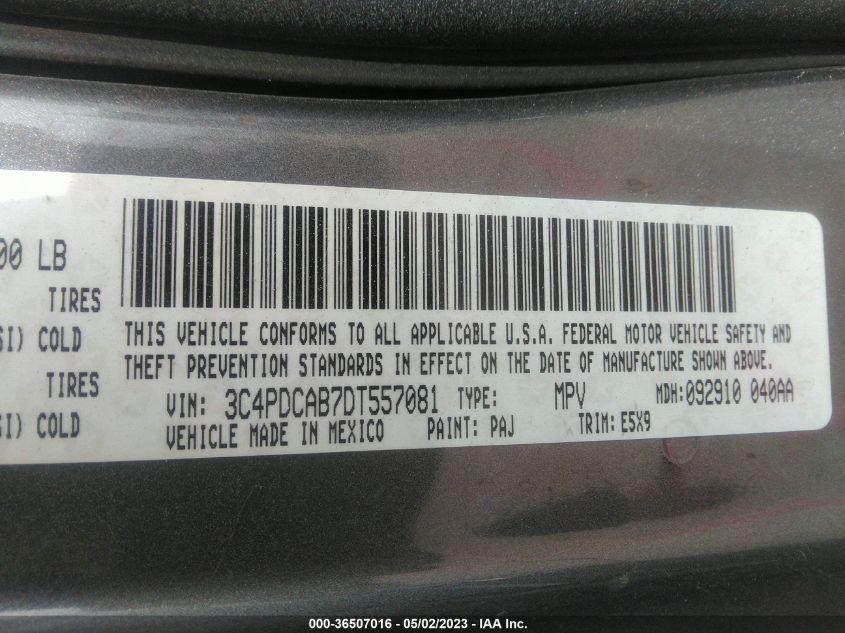 00 LB
TIRES
SI) COLD
TIRES
SI) COLD
THIS VEHICLE CONFORMS TO ALL APPLICABLE U.S.A. FEDERAL MOTOR VEHICLE SAFETY AND
THEFT PREVENTION STANDARDS IN EFFECT ON THE DATE OF MANUFACTURE SHOWN ABOVE.
VIN: 3C4PDCAB7DT557081 TYPE: MPV MDH:092910 040AA
VEHICLE MADE IN MEXICO PAINT: PAJ TRIM: E5X9
000-36507016 - 05/02/2023 - IAA Inc.